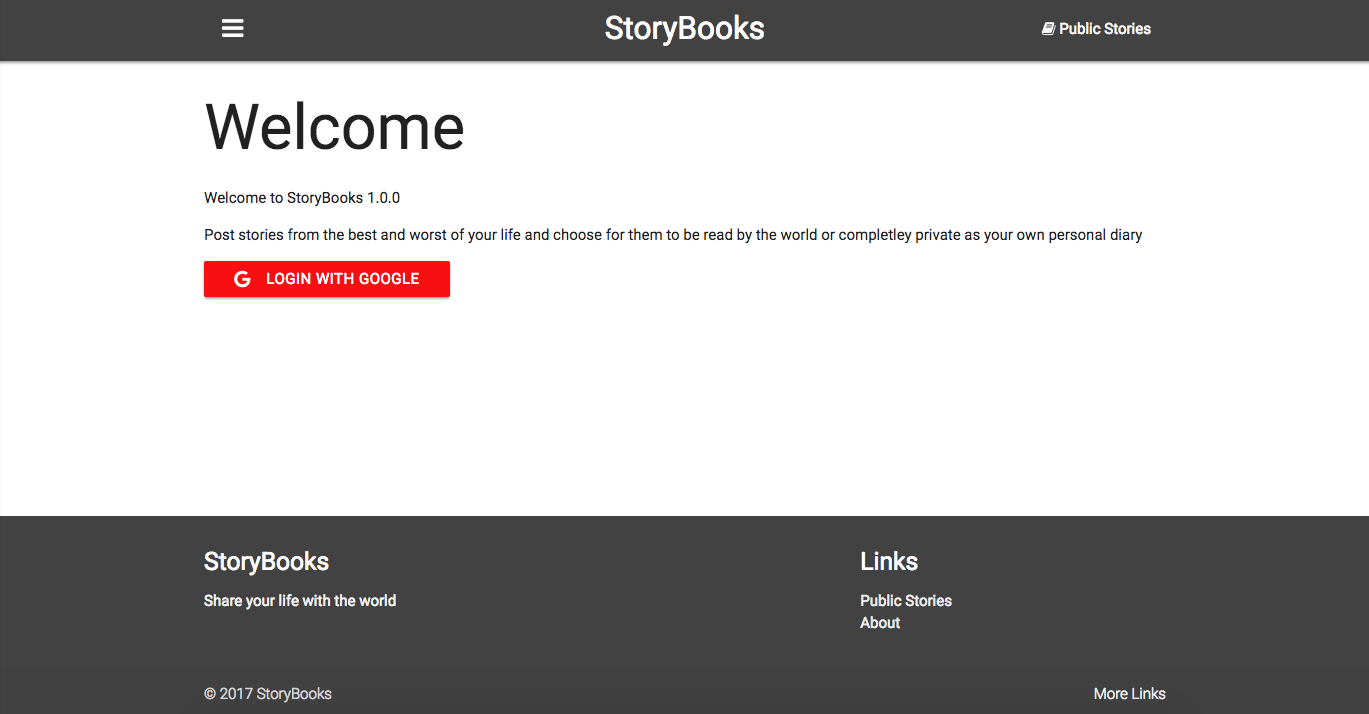 StoryBooks
Public Stories
Welcome
Welcome to StoryBooks 1.0.0
Post stories from the best and worst of your life and choose for them to be read by the world or completley private as your own personal diary
LOGIN WITH GOOGLE
StoryBooks
Share your life with the world
Links
Public Stories
About
© 2017 StoryBooks
More Links